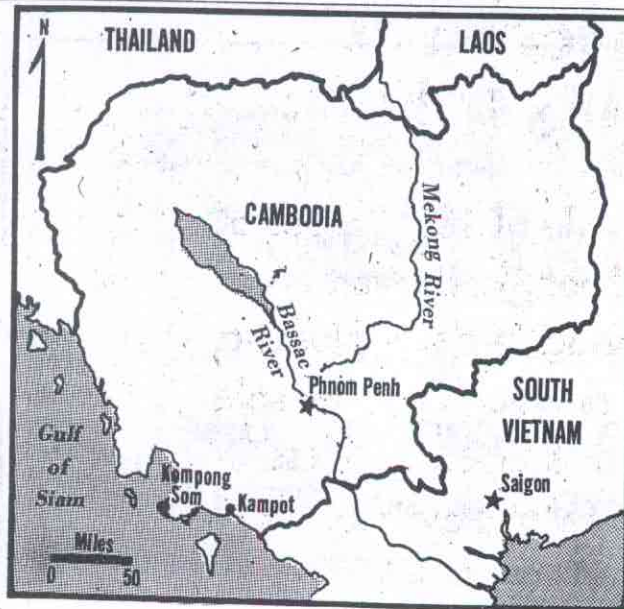 N
THAILAND
LAOS
CAMBODIA
Mekong River
Bassac
River
Phnom Penh
SOUTH
VIETNAM
Gulf
of
Siam
Kompong
Som
Kampot
Saigon
Miles
0 50